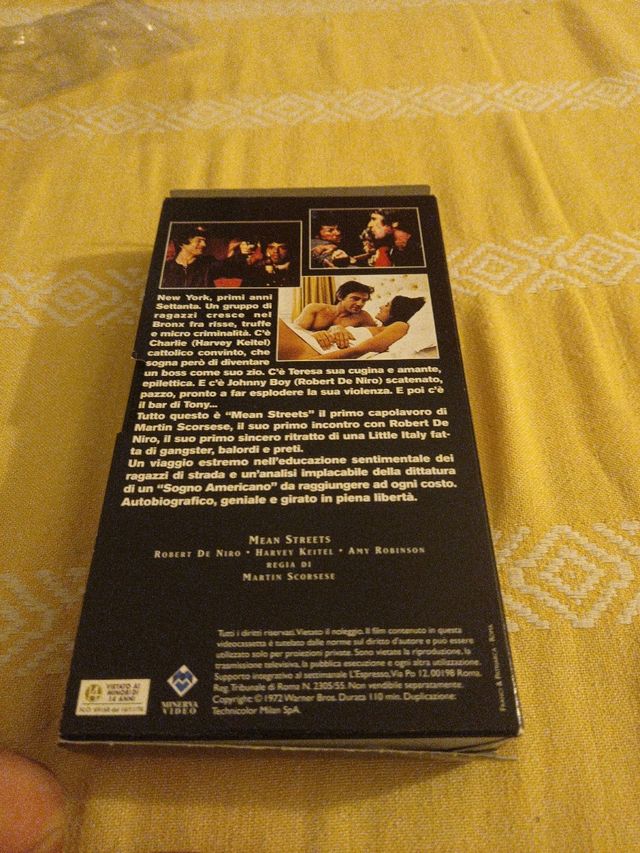 New York, primi anni
Settanta. Un gruppo di
ragazzi cresce nel
Bronx fra risse, truffe
e micro criminalità. C'è
Charlie (Harvey Keitel)
cattolico convinto, che
sogna però di diventare
un boss come suo zio. C'è Teresa sua cugina e amante,
epilettica. E c'è Johnny Boy (Robert De Niro) scatenato,
pazzo, pronto a far esplodere la sua violenza. E poi c'è
il bar di Tony...
Tutto questo è "Mean Streets" il primo capolavoro di
Martin Scorsese, il suo primo incontro con Robert De
Niro, il suo primo sincero ritratto di una Little Italy fat-
ta di gangster, balordi e preti.
Un viaggio estremo nell'educazione sentimentale dei
ragazzi di strada e un'analisi implacabile della dittatura
di un "Sogno Americano" da raggiungere ad ogni costo.
Autobiografico, geniale e girato in piena libertà.
MEAN STREETS
ROBERT DE NIRO • HARVEY KEITEL • AMY ROBINSON
REGIA DI
MARTIN SCORSESE
Tutti i diritti riservati. Vietato il noleggio. Il film contenuto in questa
videocassetta è tutelato dalle norme sul diritto d'autore e può essere
utilizzato solo per proiezioni private. Sono vietate la riproduzione, la
trasmissione televisiva, la pubblica esecuzione e ogni altra utilizzazione.
Supporto integrativo al settimanale L'Espresso, Via Po 12, 00198 Roma.
Reg. Tribunale di Roma N. 2305/55. Non vendibile separatamente.
Copyright: © 1972 Warner Bros. Durata 110 min. Duplicazione:
Technicolor Milan SpA.
14
VIETATO AI
MINORI DI
14 ANNI
MINERVA
VIDEO